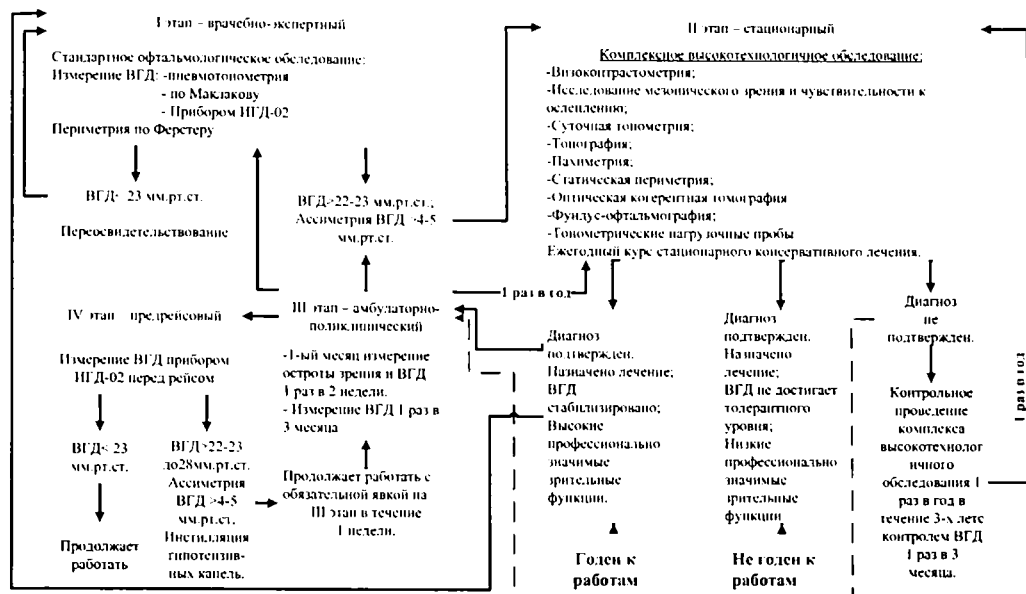 I этап – врачебно-экспертный
Стандартное офтальмологическое обследование:
Измерение ВГД: -пневмотонометрия
- по Маклакову
- Прибором ИГД-02
Периметрия по Ферстеру
ВГД< 23 мм.рт.ст.
Переосвидетельствование
ВГД>22-23 мм.рт.ст.;
Ассиметрия ВГД >4-5
мм.рт.ст.
II этап – стационарный
Комплексное высокотехнологичное обследование:
-Визоконтрастометрия;
-Исследование мезопического зрения и чувствительности к
ослеплению;
-Суточная тонометрия;
-Тонография;
-Пахиметрия;
-Статическая периметрия;
-Оптическая когерентная томография
-Фундус-офтальмография;
-Тонометрические нагрузочные пробы
Ежегодный курс стационарного консервативного лечения.
1 раз в год
IV этап – предрейсовый
Измерение ВГД прибором
ИГД-02 перед рейсом
ВГД< 23
мм.рт.ст.
Продолжает
работать
ВГД>22-23
до28мм.рт.ст.
Ассиметрия
ВГД >4-5
мм.рт.ст.
Инстилляция
гипотензив-
ных капель.
III этап – амбулаторно-
поликлинический
-1-ый месяц измерение
остроты зрения и ВГД
1 раз в 2 недели.
- Измерение ВГД 1 раз в
3 месяца
Продолжает работать с
обязательной явкой на
III этап в течение
1 недели.
Диагноз
подтвержден.
Назначено лечение;
ВГД
стабилизировано;
Высокие
профессионально
значимые
зрительные
функции.
Годен к
работам
Диагноз
подтвержден.
Назначено
лечение;
ВГД не достигает
толерантного
уровня;
Низкие
профессионально
значимые
зрительные
функции
Не годен к
работам
Диагноз
не
подтвержден.
Контрольное
проведение
комплекса
высокотехнолог
ичного
обследования 1
раз в год в
течение 3-х летс
контролем ВГД
1 раз в 3
месяца.
1 раз в год